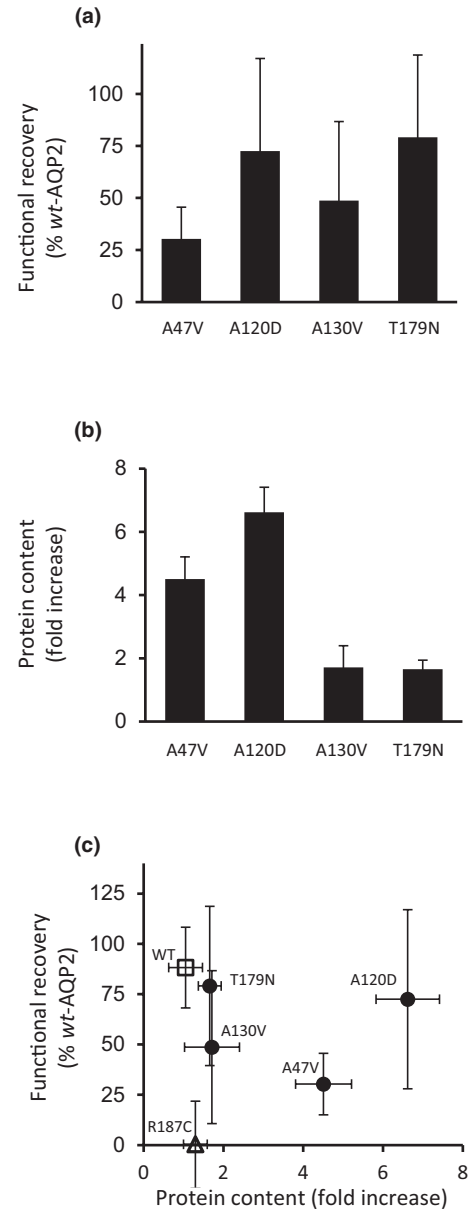 (a)
Functional recovery
(% wt-AQP2)
100
75
50
25
0
A47V A120D A130V T179N
(b)
Protein content
(fold increase)
8
6
4
2
0
A47V A120D A130V T179N
(c)
Functional recovery
(% wt-AQP2)
125
100
75
50
25
0
WT
T179N
A120D
A130V
A47V
R187C
0 2 4 6 8
Protein content (fold increase)